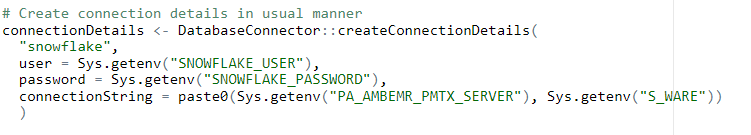 # Create connection details in usual manner
connectionDetails <- DatabaseConnector::createConnectionDetails(
  "snowflake",
  user = Sys.getenv("SNOWFLAKE_USER"),
  password = Sys.getenv("SNOWFLAKE_PASSWORD"),
  connectionString = paste0(Sys.getenv("PA_AMBEMR_PMTX_SERVER"), Sys.getenv("S_WARE"))
  )